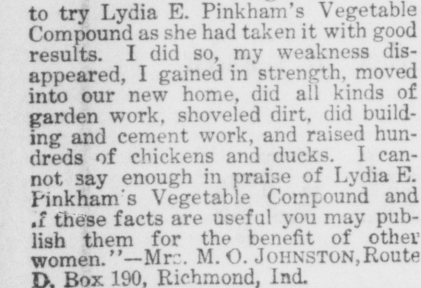 to try Lydia E. Pinkham's Vegetable
Compound as she had taken it with good
results. I did so, my weakness dis-
appeared, I gained in strength, moved
into our new home, did all kinds of
garden work, shoveled dirt, did build-
ing and cement work, and raised hun-
dreds of chickens and ducks. I can-
not say enough in praise of Lydia E.
Pinkham's Vegetable Compound and
if these facts are useful you may pub-
lish them for the benefit of other
women."—Mrs. M. O. JOHNSTON, Route
D, Box 190, Richmond, Ind.